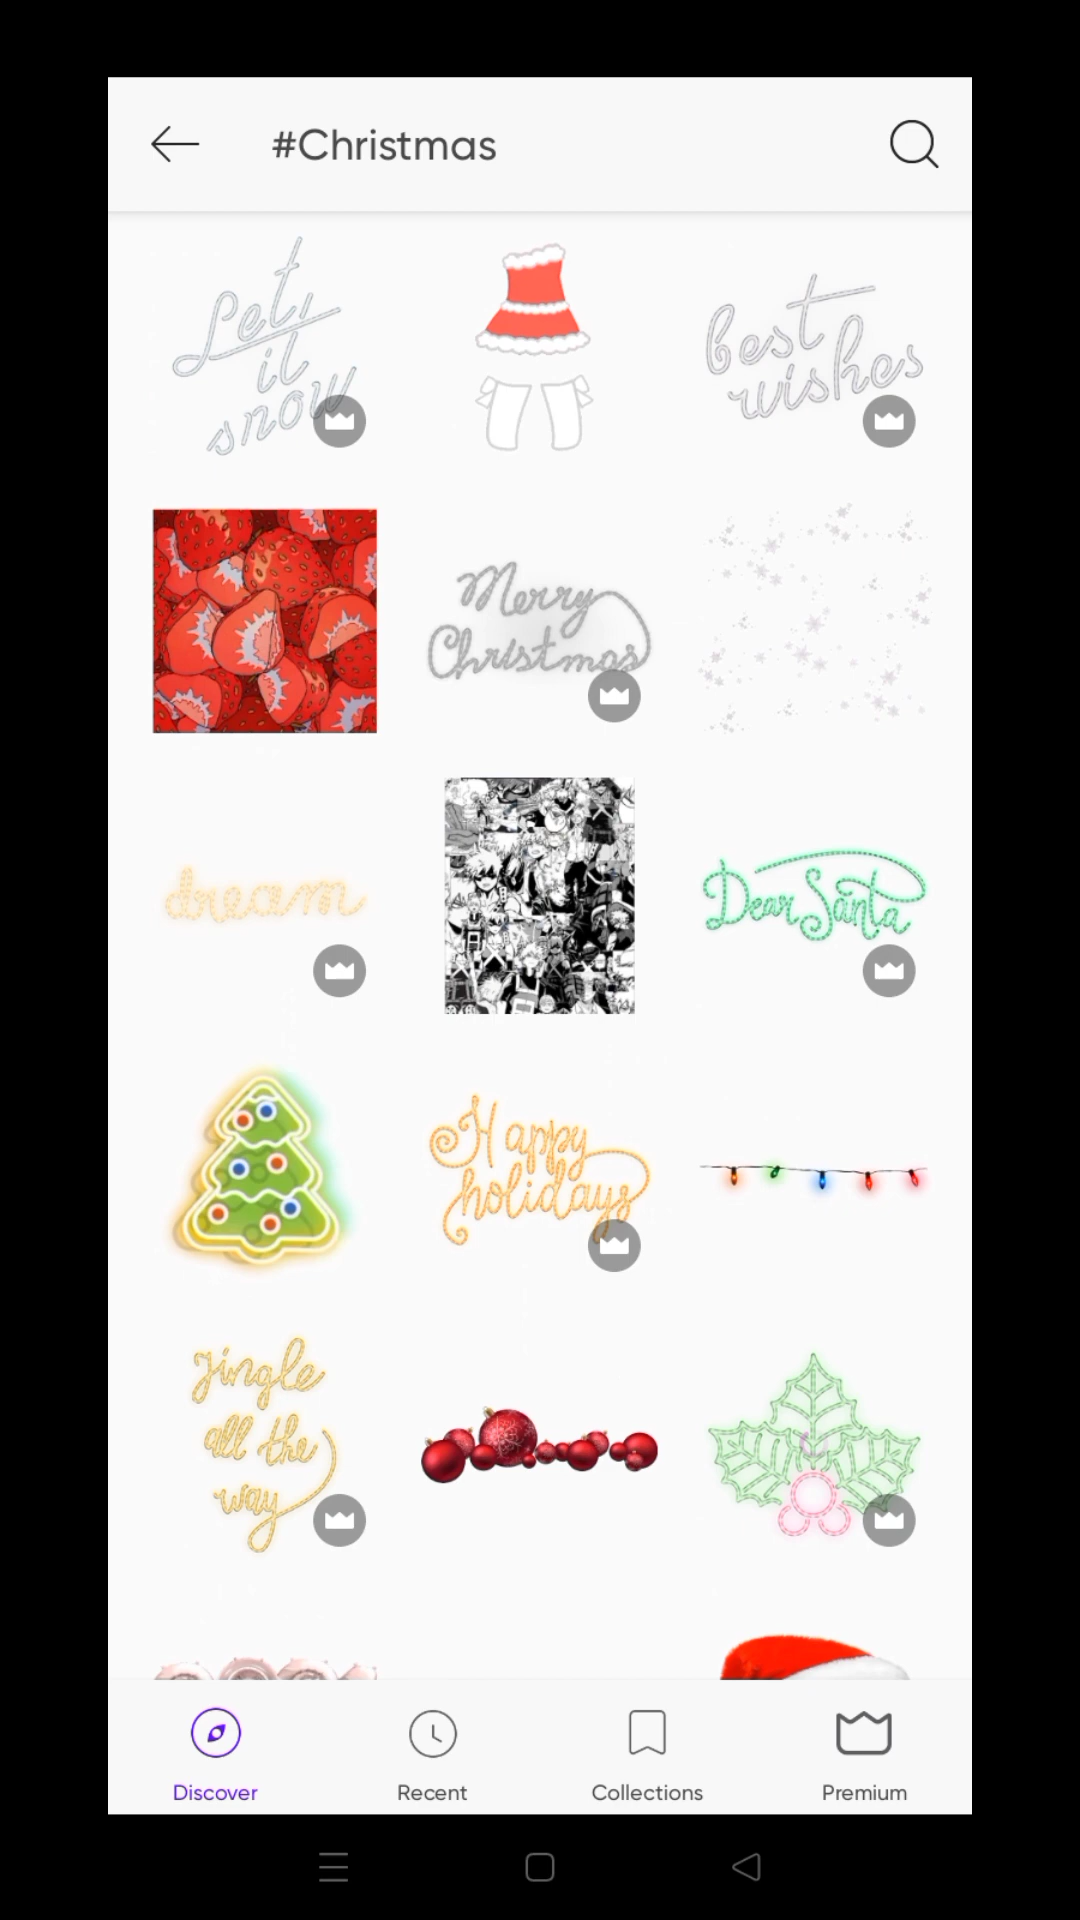 #Christmas
Let
it
snow
best
wishes
Merry
Christmas
dream
Dear Santa
Happy
holidays
Jingle
all the
way
Discover
Recent
Collections
Premium